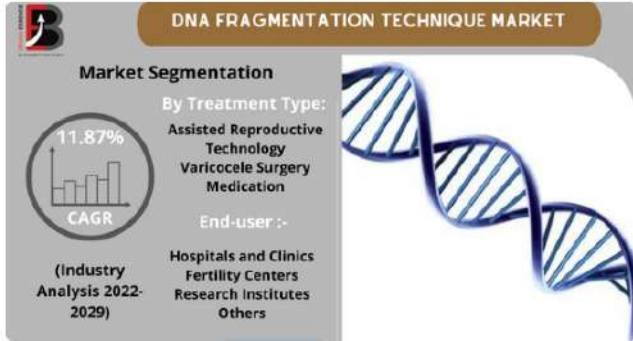 DNA FRAGMENTATION TECHNIQUE MARKET
Market Segmentation
11.87%
CAGR
(Industry
Analysis 2022-
2029)
By Treatment Type:
Assisted Reproductive
Technology
Varicocele Surgery
Medication
End-user :-
Hospitals and Clinics
Fertility Centers
Research Institutes
Others